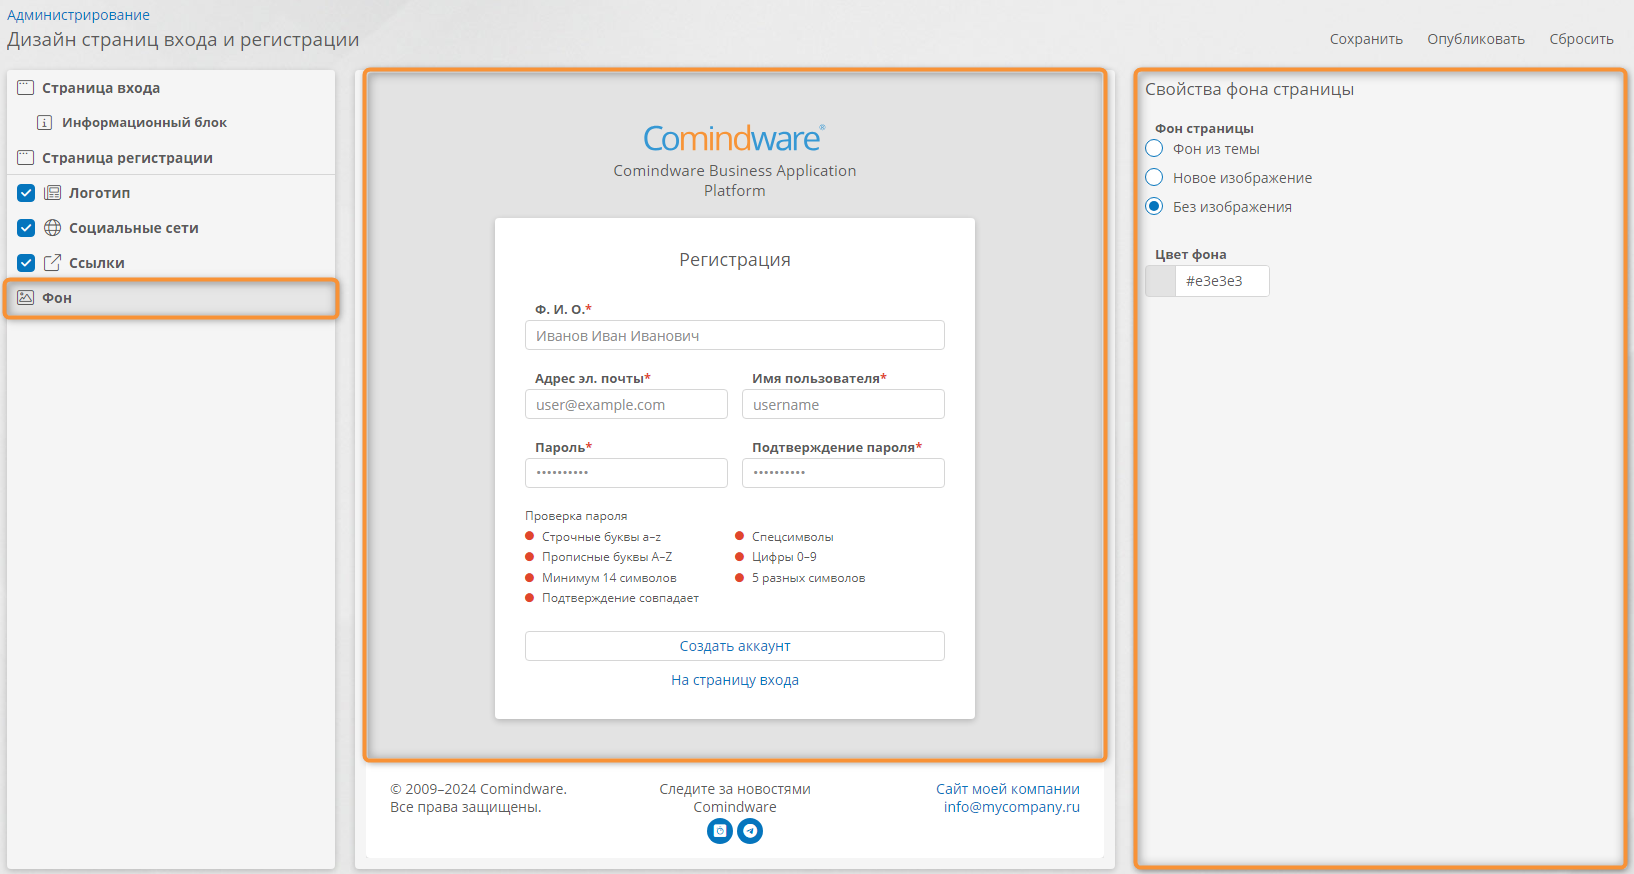 Администрирование
Дизайн страниц входа и регистрации
Сохранить Опубликовать Сбросить
Страница входа
Информационный блок
Страница регистрации
Логотип
Социальные сети
Ссылки
Фон
Comindware®
Comindware Business Application
Platform
Регистрация
Ф. И. О.*
Иванов Иван Иванович
Адрес эл. почты* Имя пользователя*
user@example.com username
Пароль* Подтверждение пароля*
•••••••••• ••••••••••
Проверка пароля
Строчные буквы a–z Спецсимволы
Прописные буквы A–Z Цифры 0–9
Минимум 14 символов 5 разных символов
Подтверждение совпадает
Создать аккаунт
На страницу входа
© 2009–2024 Comindware.
Все права защищены.
Следите за новостями
Comindware
Сайт моей компании
info@mycompany.ru
Свойства фона страницы
Фон страницы
Фон из темы
Новое изображение
Без изображения
Цвет фона
#e3e3e3